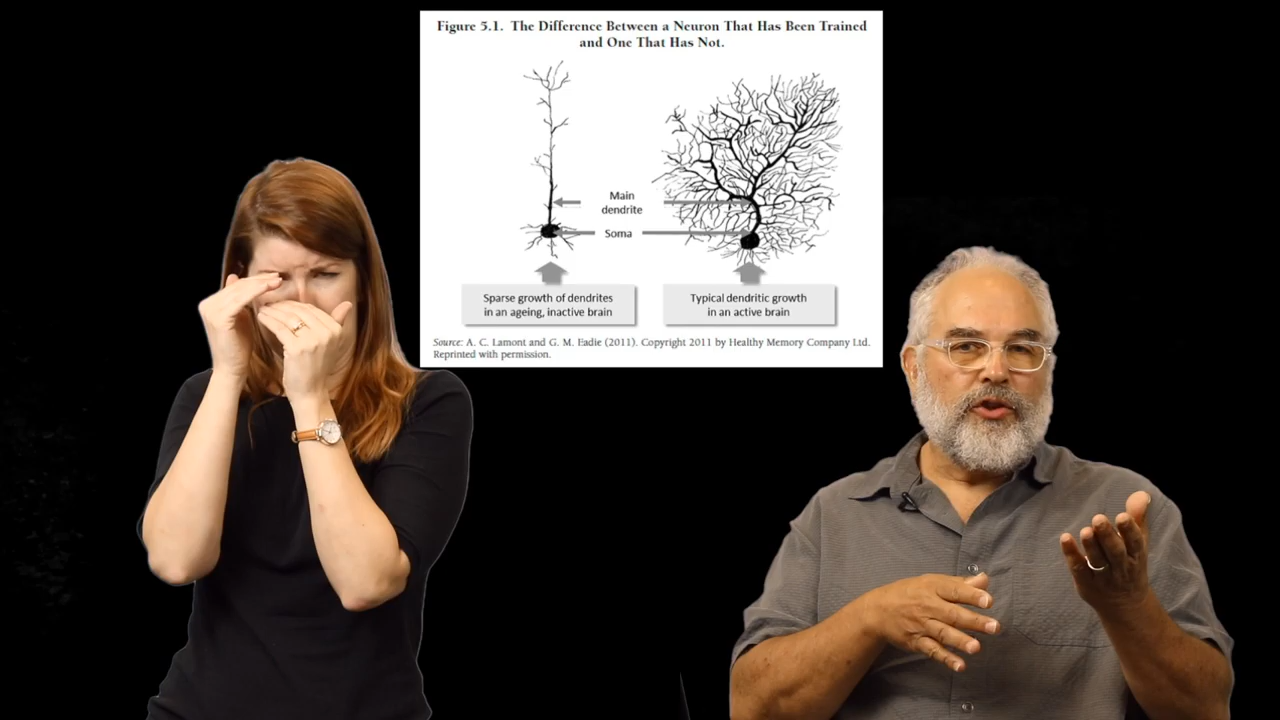 Figure 5.1. The Difference Between a Neuron That Has Been Trained
and One That Has Not.
Main
dendrite
Soma
Sparse growth of dendrites
in an ageing, inactive brain
Typical dendritic growth
in an active brain
Source: A. C. Lamont and G. M. Eadie (2011). Copyright 2011 by Healthy Memory Company Ltd.
Reprinted with permission.